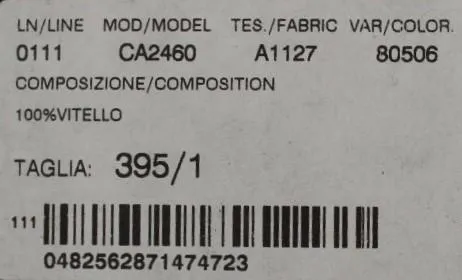 LN/LINE MOD/MODEL TES./FABRIC VAR/COLOR.
0111 CA2460 A1127 80506
COMPOSIZIONE/COMPOSITION
100%VITELLO
TAGLIA: 395/1
111
0482562871474723